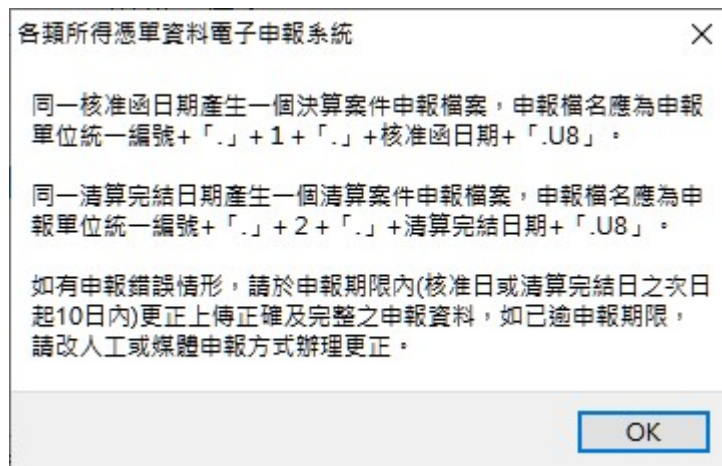 各類所得憑單資料電子申報系統
同一核准函日期產生一個決算案件申報檔案，申報檔名應為申報
單位統一編號+「.」+1+「.」+核准函日期+「.U8」。
同一清算完結日期產生一個清算案件申報檔案，申報檔名應為申
報單位統一編號+「.」+2+「.」+清算完結日期+「.U8」。
如有申報錯誤情形，請於申報期限內(核准日或清算完結日之次日
起10日內)更正上傳正確及完整之申報資料，如已逾申報期限，
請改人工或媒體申報方式辦理更正。
OK